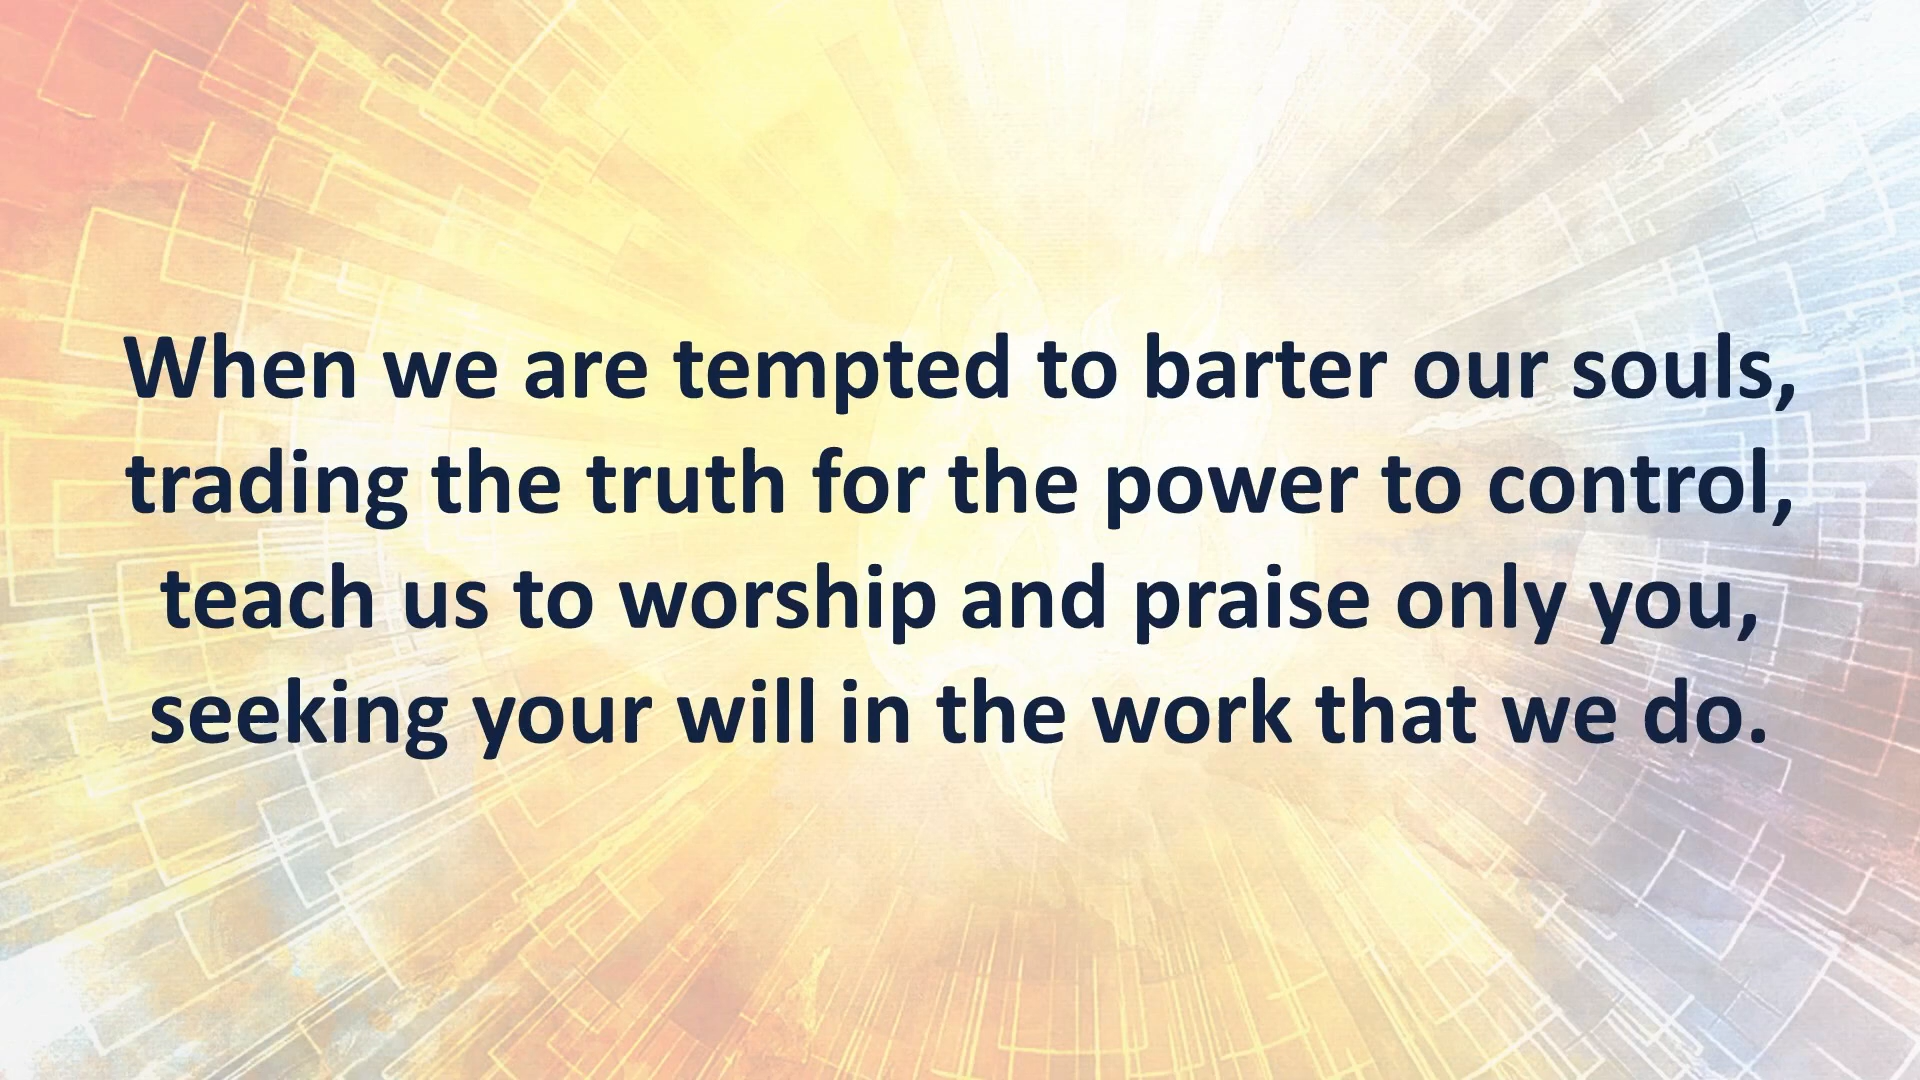 When we are tempted to barter our souls,
trading the truth for the power to control,
teach us to worship and praise only you,
seeking your will in the work that we do.